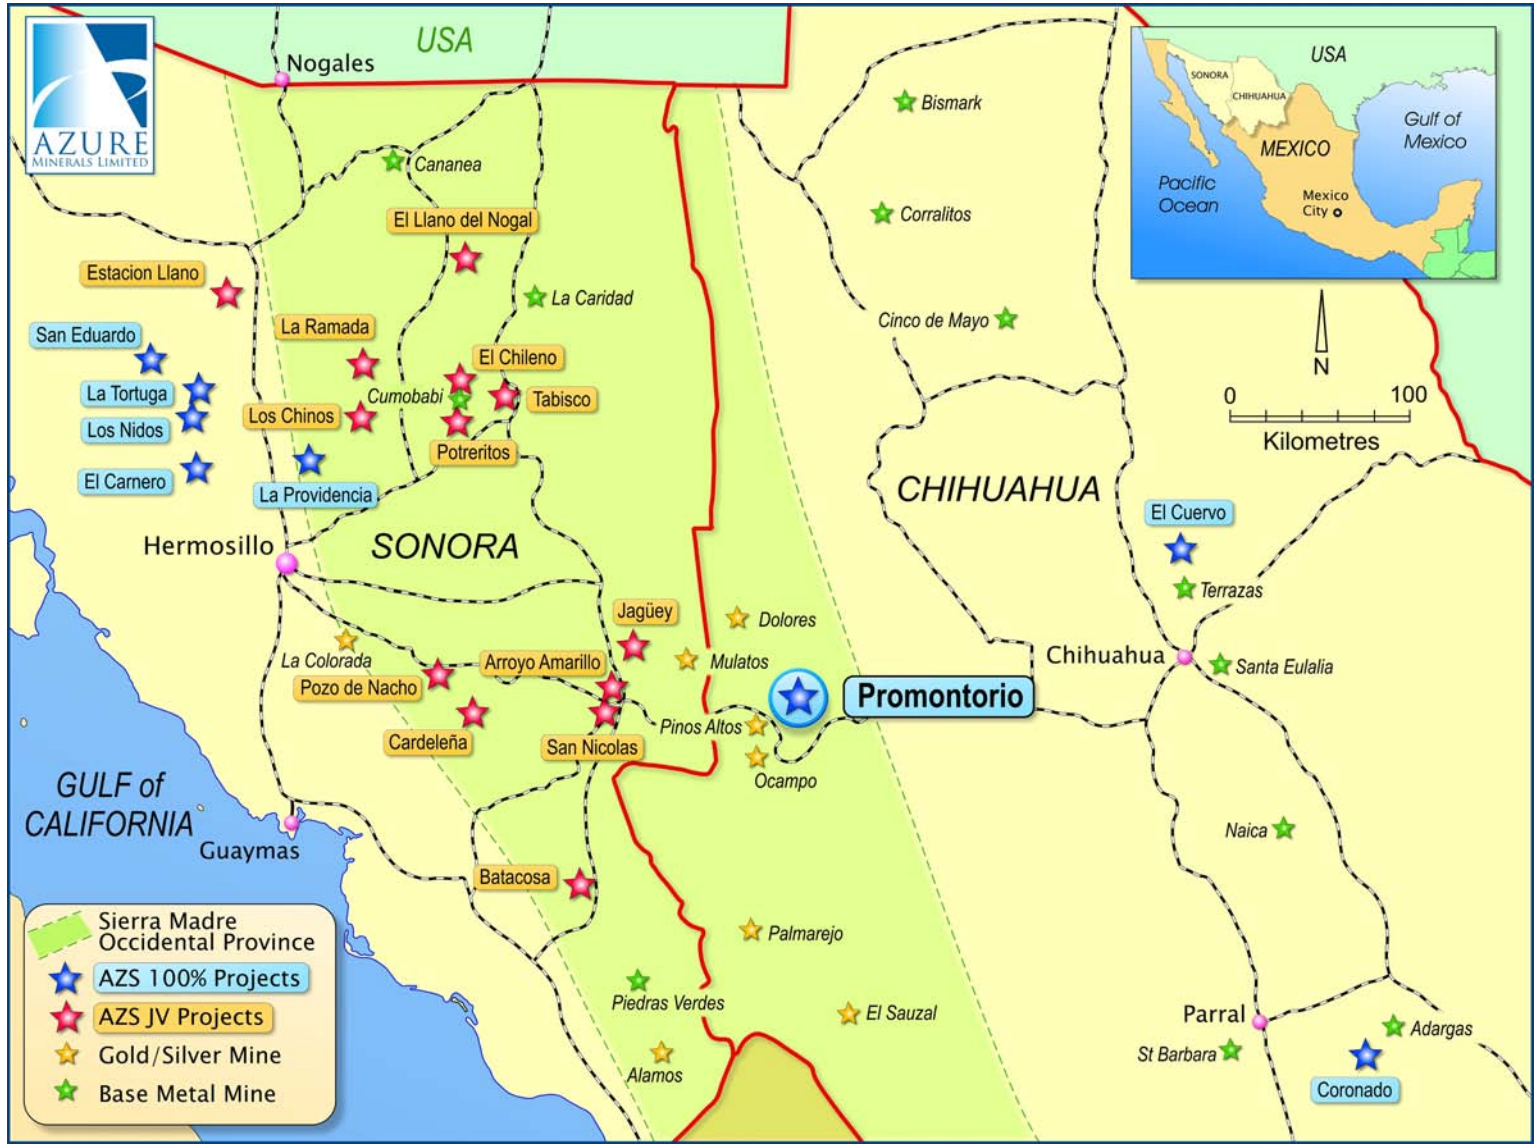 AZURE
MINERALS LIMITED
USA
Nogales
Cananea
El Llano del Nogal
Estacion Llano
La Caridad
San Eduardo
La Ramada
El Chileno
La Tortuga
Cumobabi
Tabisco
Los Chinos
Los Nidos
Potreritos
El Carnero
La Providencia
Hermosillo
SONORA
Jagüey
La Colorada
Arroyo Amarillo
Pozo de Nacho
Cardeleña
San Nicolas
GULF of
CALIFORNIA
Guaymas
Batacosa
Piedras Verdes
Alamos
Bismark
Corralitos
Cinco de Mayo
CHIHUAHUA
Dolores
Mulatos
Promontorio
Pinos Altos
Ocampo
Palmarejo
El Sauzal
El Cuervo
Terrazas
Chihuahua
Santa Eulalia
Naica
Parral
St Barbara
Adargas
Coronado
USA
SONORA
CHIHUAHUA
Gulf of
Mexico
MEXICO
Pacific
Ocean
Mexico
City
N
0 100
Kilometres
Sierra Madre
Occidental Province
AZS 100% Projects
AZS JV Projects
Gold/Silver Mine
Base Metal Mine